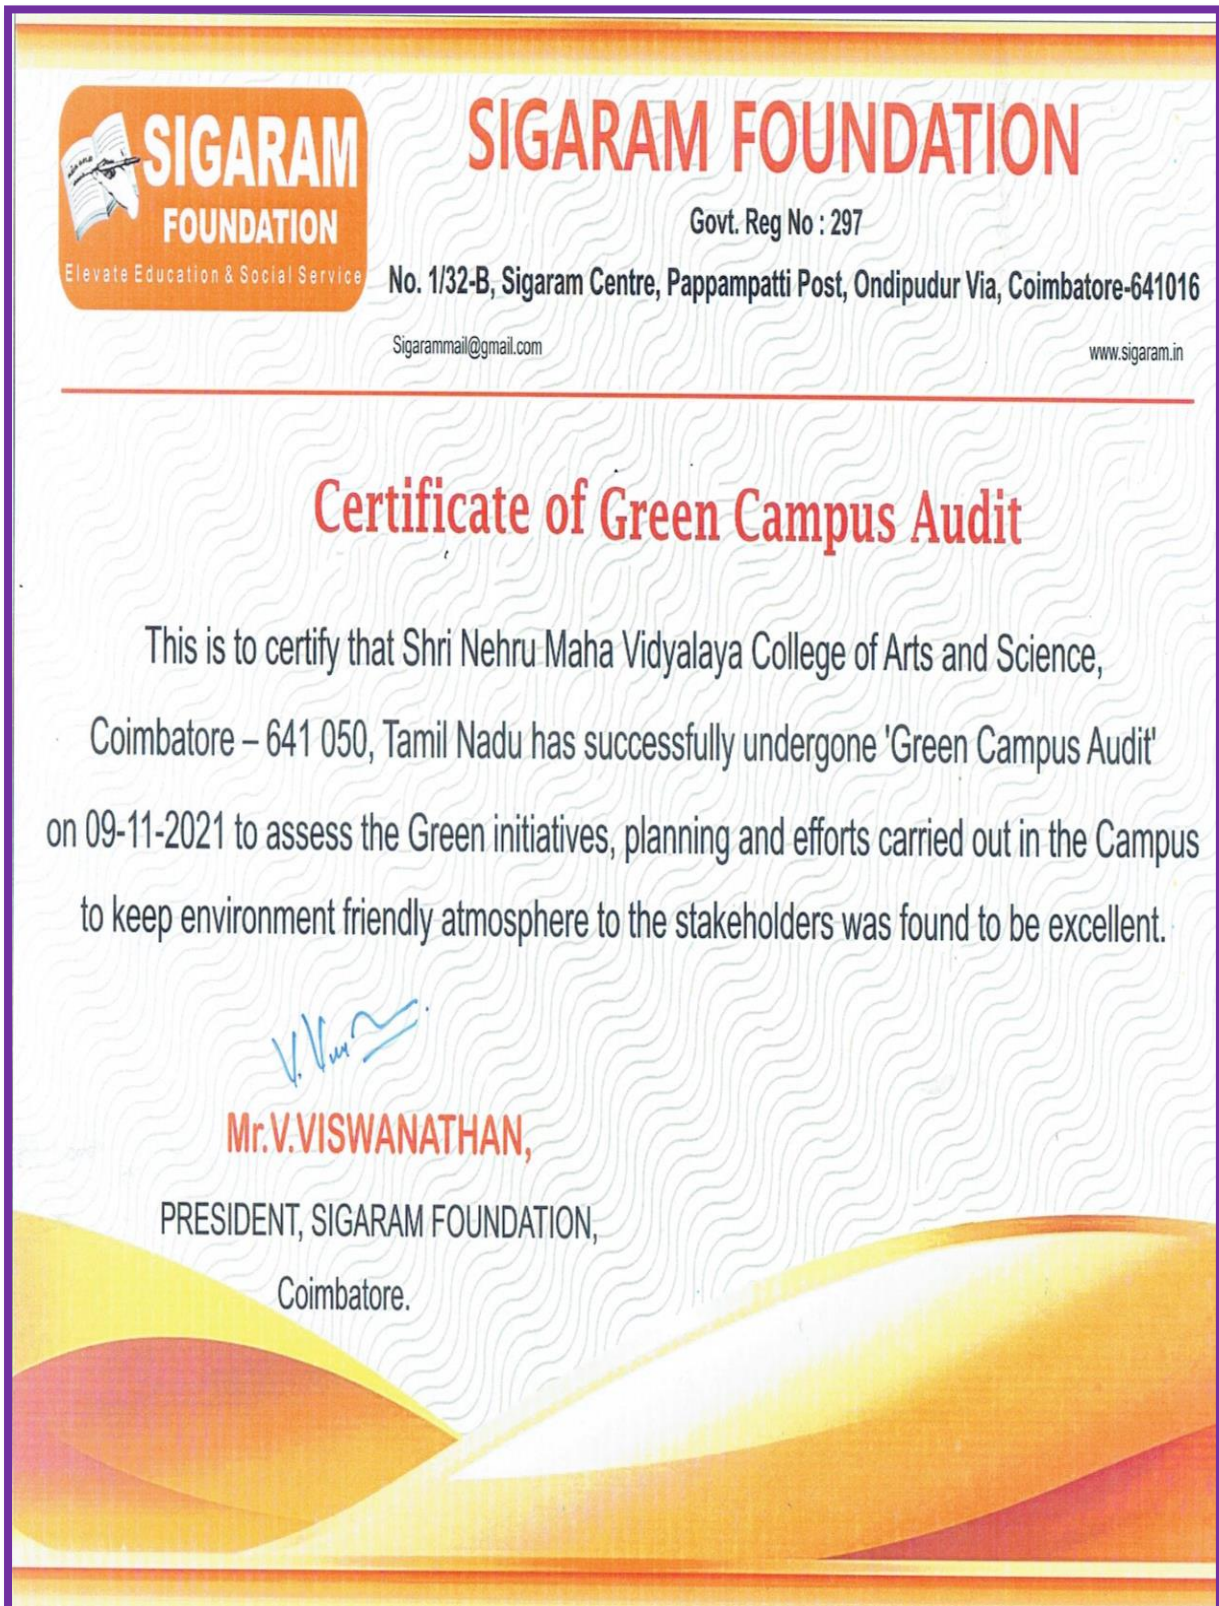 SIGARAM
FOUNDATION
Elevate Education & Social Service
SIGARAM FOUNDATION
Govt. Reg No : 297
No. 1/32-B, Sigaram Centre, Pappampatti Post, Ondipudur Via, Coimbatore-641016
Sigarammail@gmail.com
www.sigaram.in
Certificate of Green Campus Audit
This is to certify that Shri Nehru Maha Vidyalaya College of Arts and Science,
Coimbatore – 641 050, Tamil Nadu has successfully undergone 'Green Campus Audit'
on 09-11-2021 to assess the Green initiatives, planning and efforts carried out in the Campus
to keep environment friendly atmosphere to the stakeholders was found to be excellent.
Mr.V.VISWANATHAN,
PRESIDENT, SIGARAM FOUNDATION,
Coimbatore.